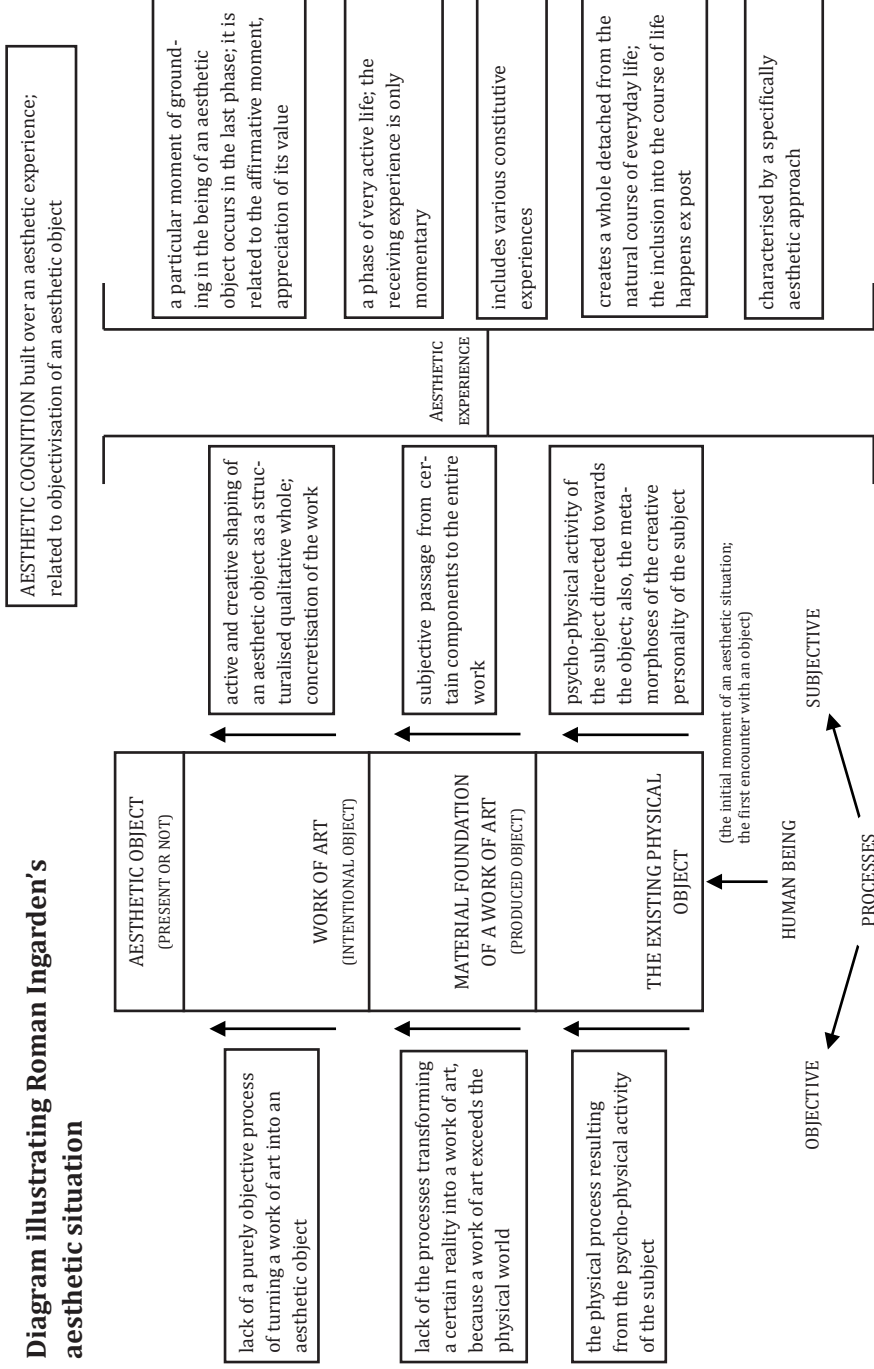 Diagram illustrating Roman Ingarden's
aesthetic situation
AESTHETIC COGNITION built over an aesthetic experience;
related to objectivisation of an aesthetic object
lack of a purely objective process
of turning a work of art into an
aesthetic object
lack of the processes transforming
a certain reality into a work of art,
because a work of art exceeds the
physical world
the physical process resulting
from the psycho-physical activity
of the subject
AESTHETIC OBJECT
(PRESENT OR NOT)
WORK OF ART
(INTENTIONAL OBJECT)
MATERIAL FOUNDATION
OF A WORK OF ART
(PRODUCED OBJECT)
THE EXISTING PHYSICAL
OBJECT
active and creative shaping of
an aesthetic object as a struc-
turalised qualitative whole;
concretisation of the work
subjective passage from cer-
tain components to the entire
work
psycho-physical activity of
the subject directed towards
the object; also, the meta-
morphoses of the creative
personality of the subject
AESTHETIC
EXPERIENCE
a particular moment of ground-
ing in the being of an aesthetic
object occurs in the last phase; it is
related to the affirmative moment,
appreciation of its value
a phase of very active life; the
receiving experience is only
momentary
includes various constitutive
experiences
creates a whole detached from the
natural course of everyday life;
the inclusion into the course of life
happens ex post
characterised by a specifically
aesthetic approach
(the initial moment of an aesthetic situation;
the first encounter with an object)
HUMAN BEING
OBJECTIVE
PROCESSES
SUBJECTIVE